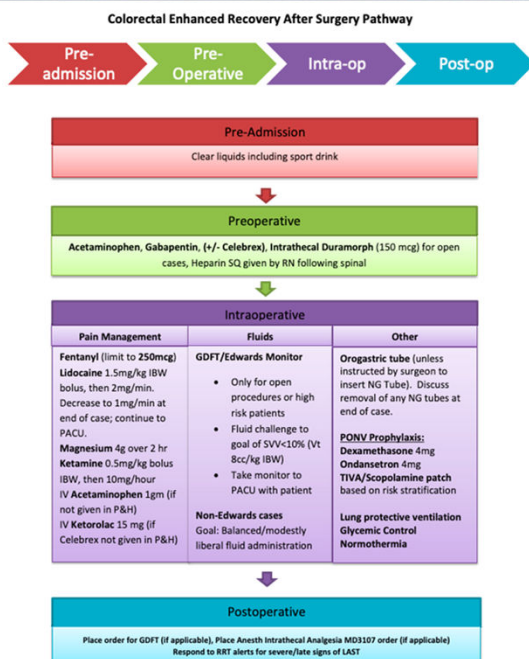 Colorectal Enhanced Recovery After Surgery Pathway
Pre-
admission
Pre-
Operative
Intra-op
Post-op
Pre-Admission
Clear liquids including sport drink
Preoperative
Acetaminophen, Gabapentin, (+/- Celebrex), Intrathecal Duramorph (150 mcg) for open
cases, Heparin SQ given by RN following spinal
Intraoperative
Pain Management
Fentanyl (limit to 250mcg)
Lidocaine 1.5mg/kg IBW
bolus, then 2mg/min.
Decrease to 1mg/min at
end of case; continue to
PACU.
Magnesium 4g over 2 hr
Ketamine 0.5mg/kg bolus
IBW, then 10mg/hour
IV Acetaminophen 1gm (if
not given in P&H)
IV Ketorolac 15 mg (if
Celebrex not given in P&H)
Fluids
GDFT/Edwards Monitor
• Only for open
procedures or high
risk patients
• Fluid challenge to
goal of SVV<10% (Vt
8cc/kg IBW)
• Take monitor to
PACU with patient
Non-Edwards cases
Goal: Balanced/modestly
liberal fluid administration
Other
Orogastric tube (unless
instructed by surgeon to
insert NG Tube). Discuss
removal of any NG tubes at
end of case.
PONV Prophylaxis:
Dexamethasone 4mg
Ondansetron 4mg
TIVA/Scopolamine patch
based on risk stratification
Lung protective ventilation
Glycemic Control
Normothermia
Postoperative
Place order for GDFT (if applicable), Place Anesth Intrathecal Analgesia MD3107 order (if applicable)
Respond to RRT alerts for severe/late signs of LAST